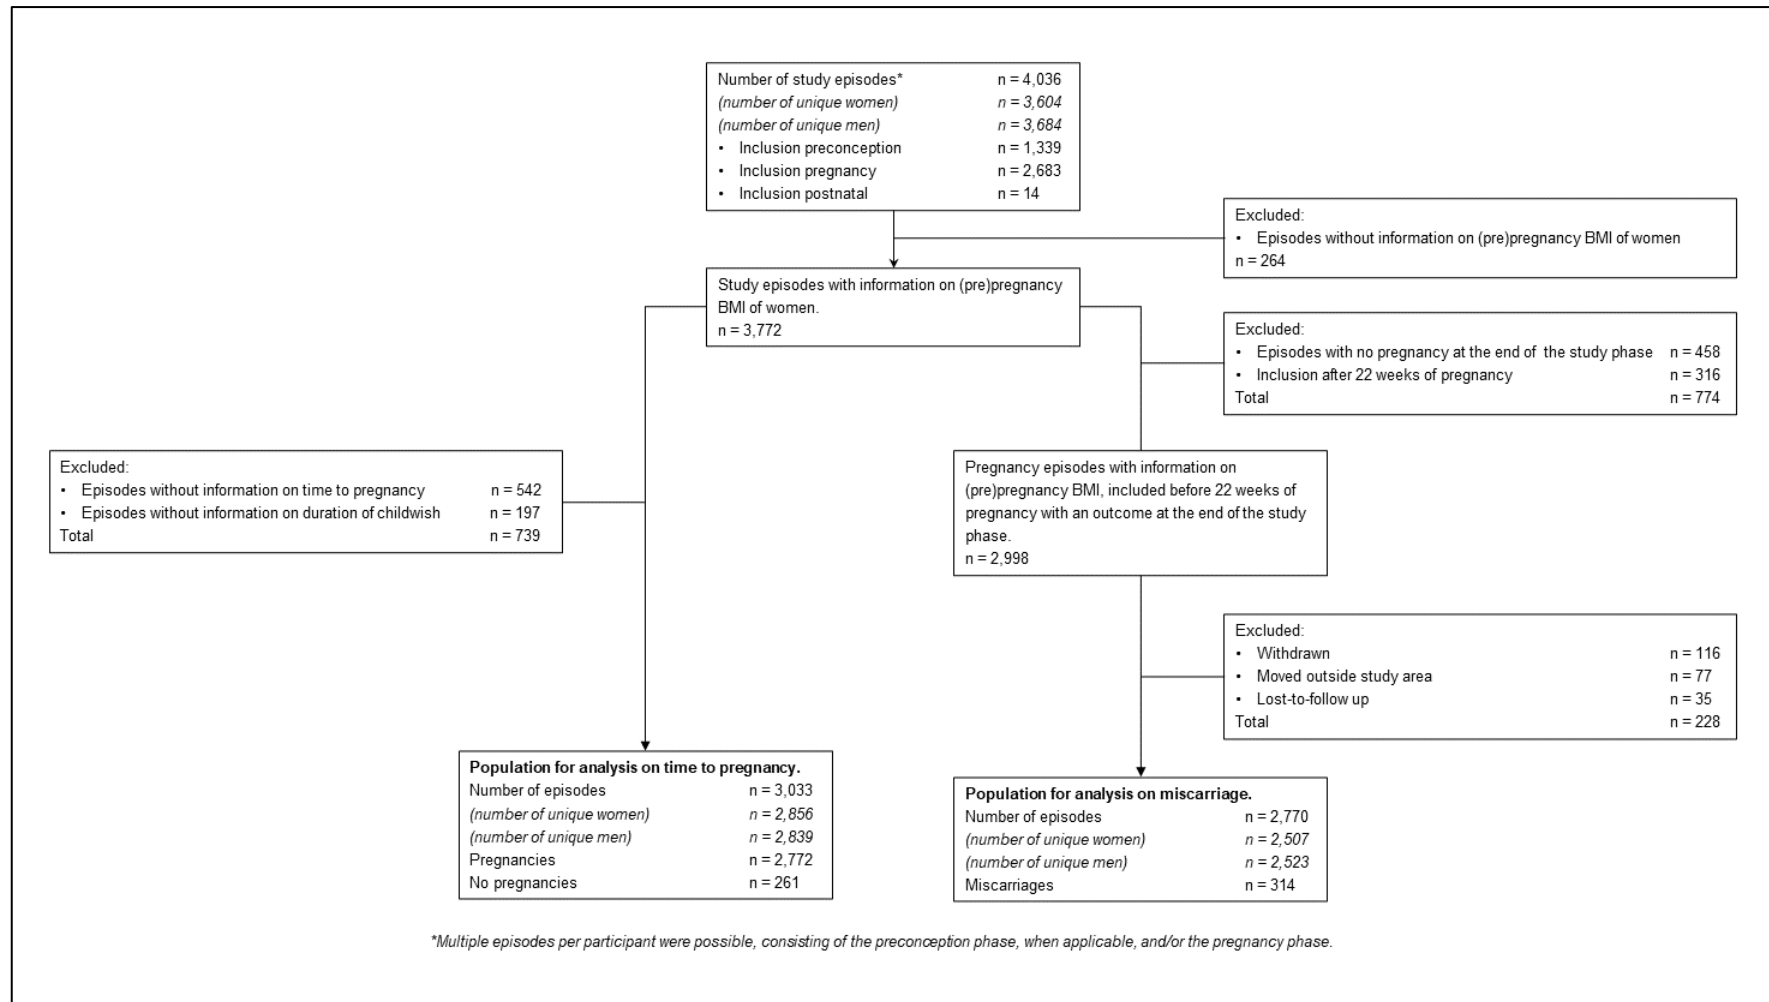 Number of study episodes* n = 4,036
(number of unique women) n = 3,604
(number of unique men) n = 3,684
• Inclusion preconception n = 1,339
• Inclusion pregnancy n = 2,683
• Inclusion postnatal n = 14
Excluded:
• Episodes without information on (pre)pregnancy BMI of women
n = 264
Study episodes with information on (pre)pregnancy
BMI of women.
n = 3,772
Excluded:
• Episodes with no pregnancy at the end of the study phase n = 458
• Inclusion after 22 weeks of pregnancy n = 316
Total n = 774
Excluded:
• Episodes without information on time to pregnancy n = 542
• Episodes without information on duration of childwish n = 197
Total n = 739
Pregnancy episodes with information on
(pre)pregnancy BMI, included before 22 weeks of
pregnancy with an outcome at the end of the study
phase.
n = 2,998
Excluded:
• Withdrawn n = 116
• Moved outside study area n = 77
• Lost-to-follow up n = 35
Total n = 228
Population for analysis on time to pregnancy.
Number of episodes n = 3,033
(number of unique women) n = 2,856
(number of unique men) n = 2,839
Pregnancies n = 2,772
No pregnancies n = 261
Population for analysis on miscarriage.
Number of episodes n = 2,770
(number of unique women) n = 2,507
(number of unique men) n = 2,523
Miscarriages n = 314
*Multiple episodes per participant were possible, consisting of the preconception phase, when applicable, and/or the pregnancy phase.